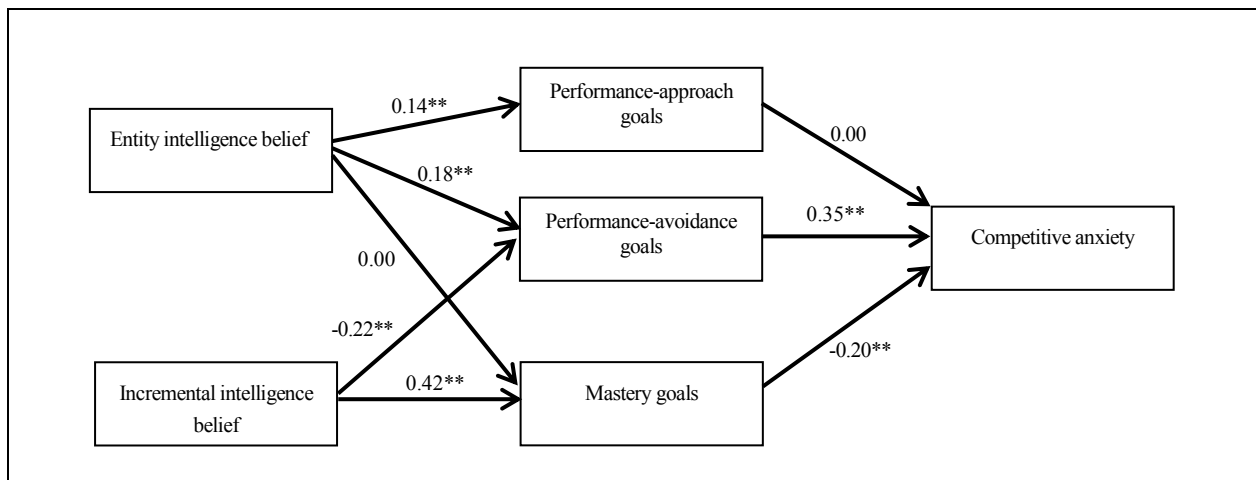 Performance-approach
goals
0.14**
Entity intelligence belief
0.00
0.18**
Performance-avoidance
goals
0.35**
Competitive anxiety
0.00
-0.22**
-0.20**
Incremental intelligence
belief
0.42**
Mastery goals